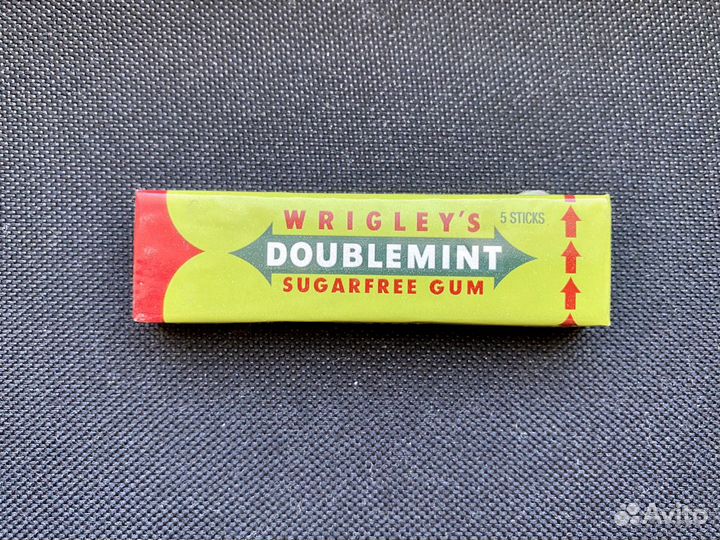 WRIGLEY'S
5 STICKS
DOUBLEMINT
SUGARFREE GUM
Avito